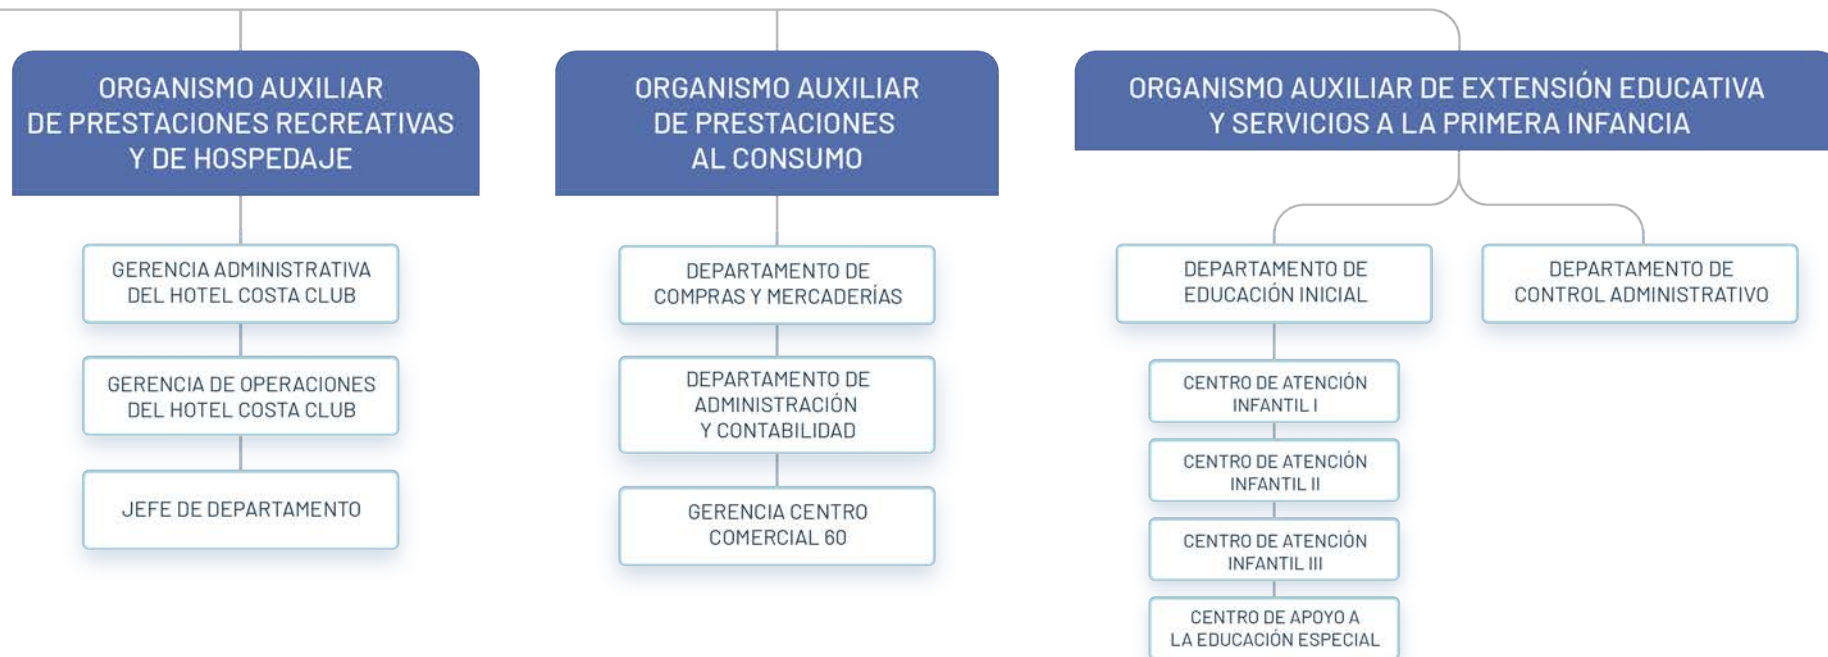 ORGANISMO AUXILIAR
DE PRESTACIONES RECREATIVAS
Y DE HOSPEDAJE
GERENCIA ADMINISTRATIVA
DEL HOTEL COSTA CLUB
GERENCIA DE OPERACIONES
DEL HOTEL COSTA CLUB
JEFE DE DEPARTAMENTO
ORGANISMO AUXILIAR
DE PRESTACIONES
AL CONSUMO
DEPARTAMENTO DE
COMPRAS Y MERCADERÍAS
DEPARTAMENTO DE
ADMINISTRACIÓN
Y CONTABILIDAD
GERENCIA CENTRO
COMERCIAL 60
ORGANISMO AUXILIAR DE EXTENSIÓN EDUCATIVA
Y SERVICIOS A LA PRIMERA INFANCIA
DEPARTAMENTO DE
EDUCACIÓN INICIAL
CENTRO DE ATENCIÓN
INFANTIL I
CENTRO DE ATENCIÓN
INFANTIL II
CENTRO DE ATENCIÓN
INFANTIL III
CENTRO DE APOYO A
LA EDUCACIÓN ESPECIAL
DEPARTAMENTO DE
CONTROL ADMINISTRATIVO